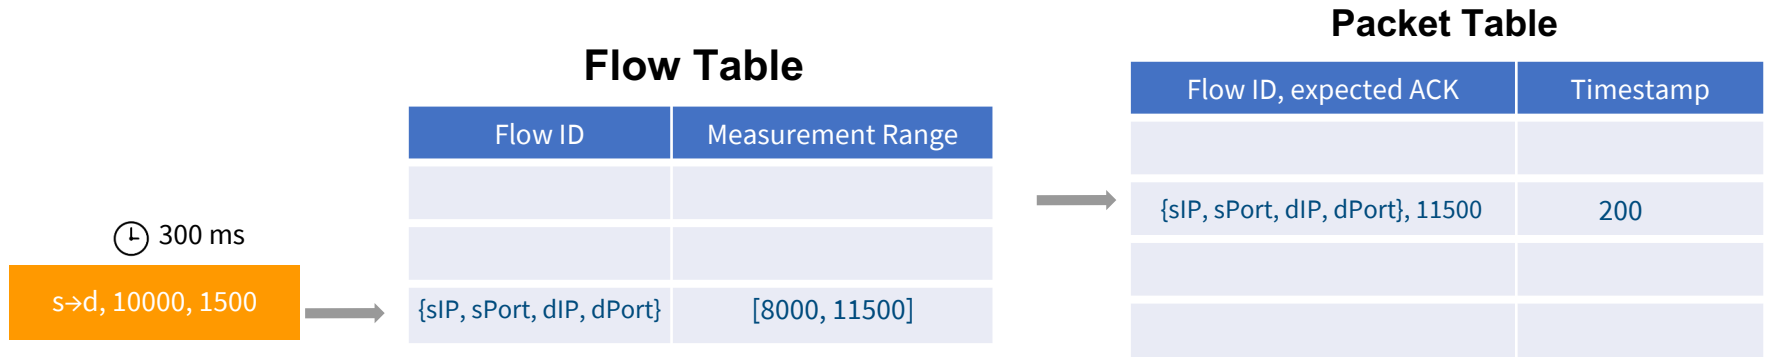 Packet Table
Flow Table
Flow ID, expected ACK Timestamp
Flow ID Measurement Range
{sIP, sPort, dIP, dPort}, 11500 200
300 ms
s→d, 10000, 1500
{sIP, sPort, dIP, dPort} [8000, 11500]